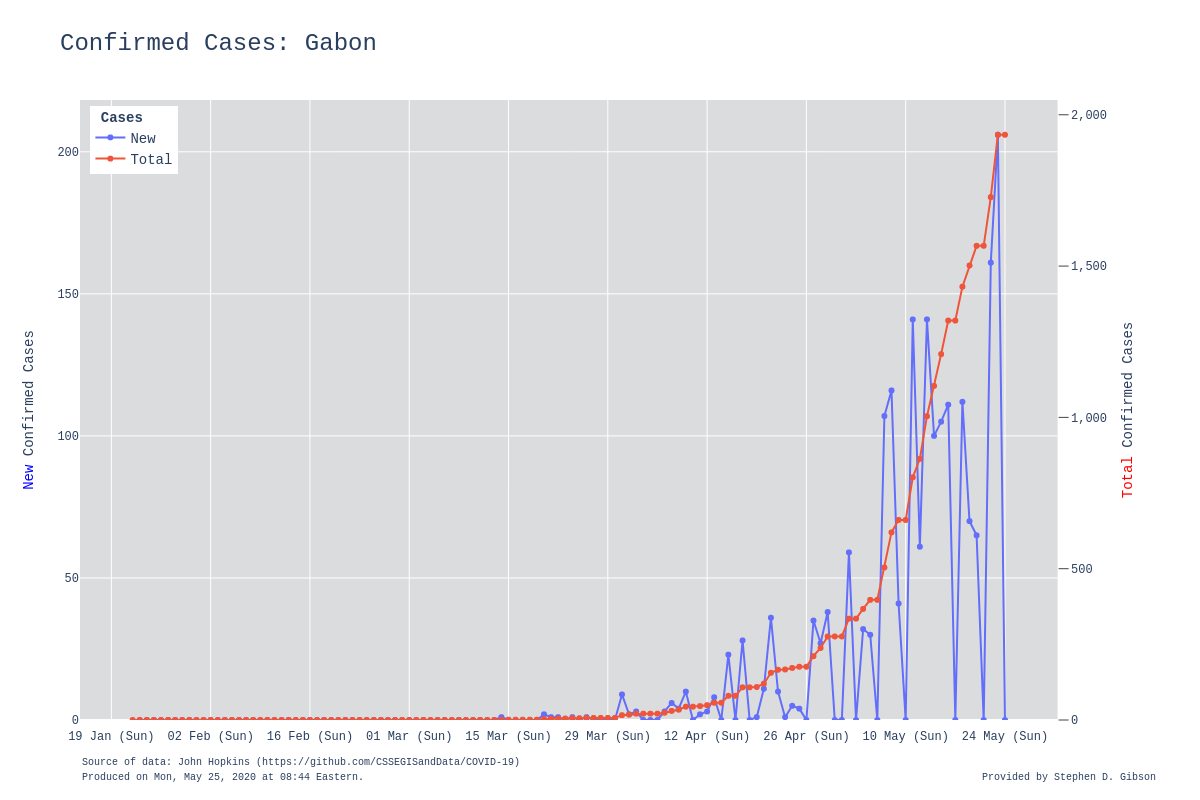 Confirmed Cases: Gabon
Cases
New
Total
200
150
100
50
0
2,000
1,500
1,000
500
0
New Confirmed Cases
Total Confirmed Cases
19 Jan (Sun) 02 Feb (Sun) 16 Feb (Sun) 01 Mar (Sun) 15 Mar (Sun) 29 Mar (Sun) 12 Apr (Sun) 26 Apr (Sun) 10 May (Sun) 24 May (Sun)
Source of data: John Hopkins (https://github.com/CSSEGISandData/COVID-19)
Produced on Mon, May 25, 2020 at 08:44 Eastern.
Provided by Stephen D. Gibson